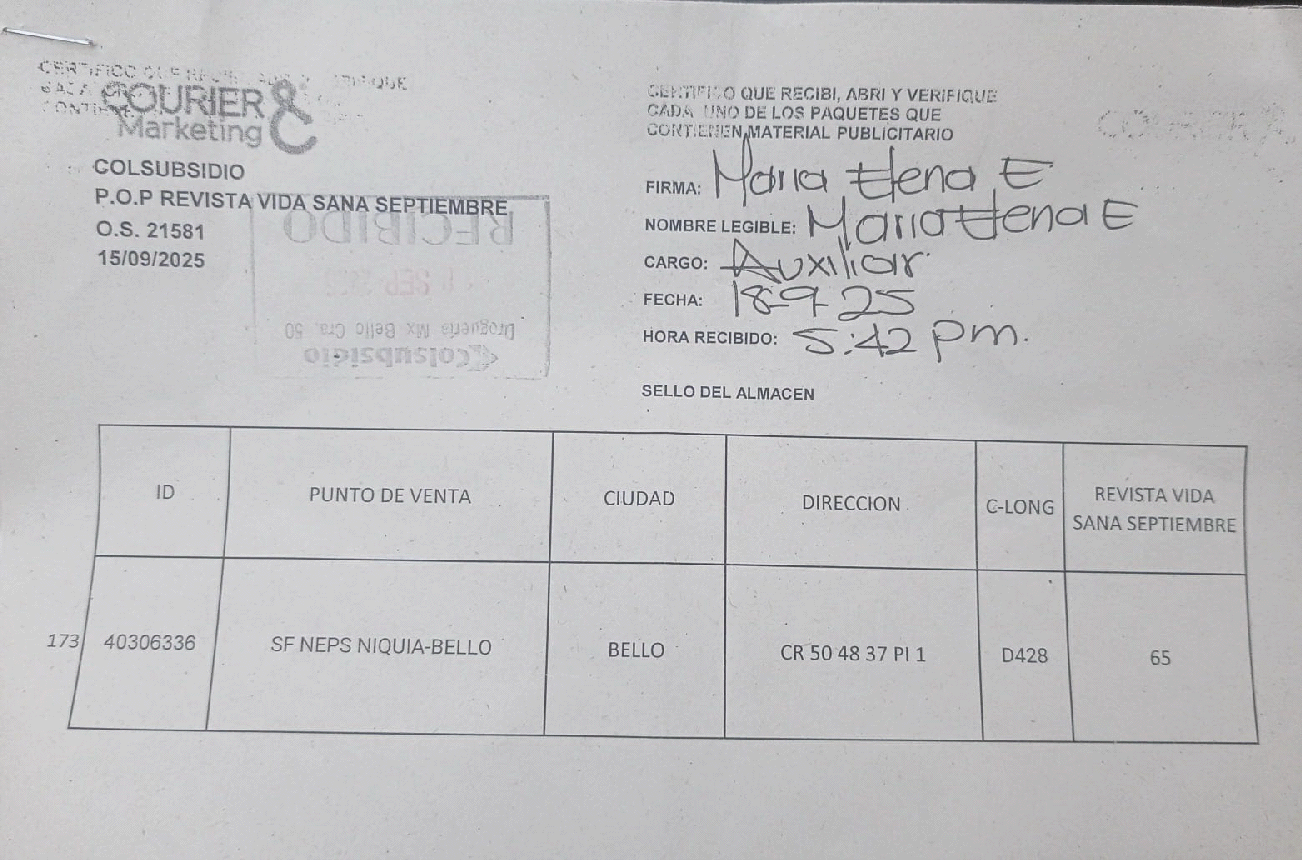 COURIER &
Marketing
COLSUBSIDIO
P.O.P REVISTA VIDA SANA SEPTIEMBRE
O.S. 21581
15/09/2025
RECIBIDO
SEP
Droguería Mx Bello Cra. 50
Colsubsidio
CERTIFICO QUE RECIBI, ABRI Y VERIFIQUE
CADA UNO DE LOS PAQUETES QUE
CONTIENEN MATERIAL PUBLICITARIO
FIRMA: Maria Elena E
NOMBRE LEGIBLE: Maria Elena E
CARGO: Auxiliar
FECHA: 18-9-25
HORA RECIBIDO: 5:42 pm.
SELLO DEL ALMACEN
ID PUNTO DE VENTA CIUDAD DIRECCION C-LONG REVISTA VIDA
SANA SEPTIEMBRE
173 40306336 SF NEPS NIQUIA-BELLO BELLO CR 50 48 37 PI 1 D428 65